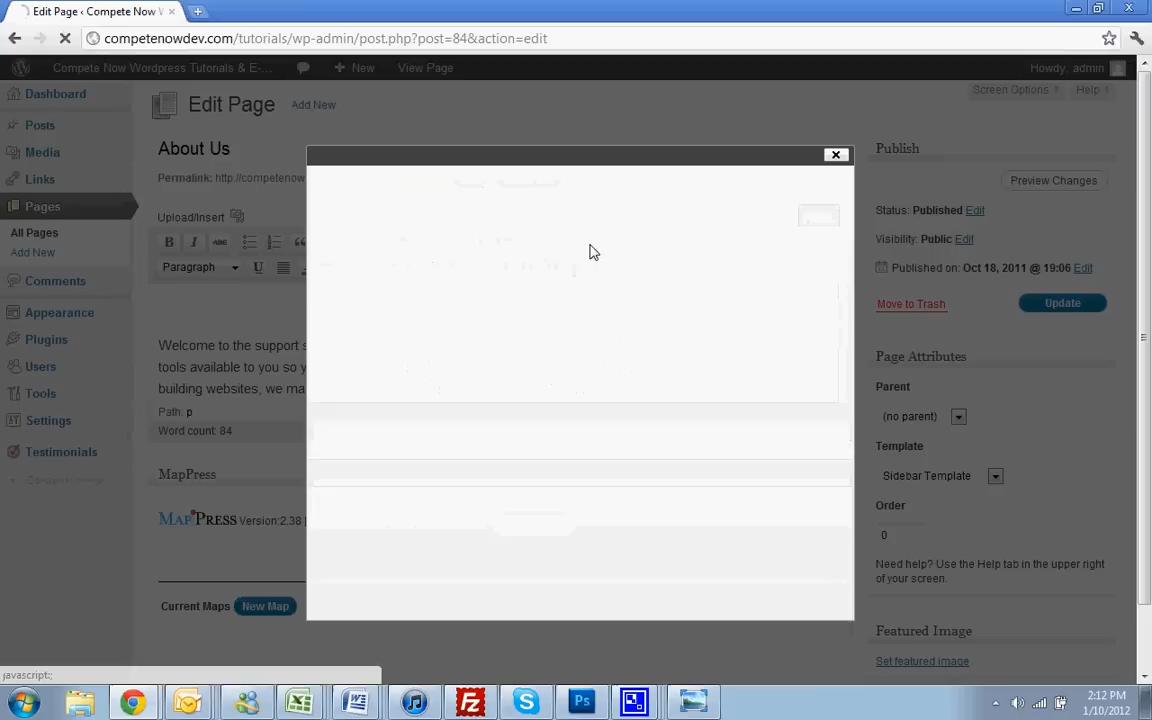 Edit Page ‹ Compete Now W
competenowdev.com/tutorials/wp-admin/post.php?post=84&action=edit
Compete Now Wordpress Tutorials & E-...
New
View Page
Howdy, admin
Dashboard
Posts
Media
Links
Pages
All Pages
Add New
Comments
Appearance
Plugins
Users
Tools
Settings
Testimonials
Edit Page
Add New
Screen Options
Help
About Us
Permalink: http://competenow
Upload/Insert
B I ABC
Paragraph
U
Welcome to the support s
tools available to you so y
building websites, we ma
Path: p
Word count: 84
MapPress
MAPPRESS Version:2.38 |
Current Maps
New Map
Publish
Preview Changes
Status: Published Edit
Visibility: Public Edit
Published on: Oct 18, 2011 @ 19:06 Edit
Move to Trash
Update
Page Attributes
Parent
(no parent)
Template
Sidebar Template
Order
0
Need help? Use the Help tab in the upper right
of your screen.
Featured Image
Set featured image
javascript:;
Ps
2:12 PM
1/10/2012